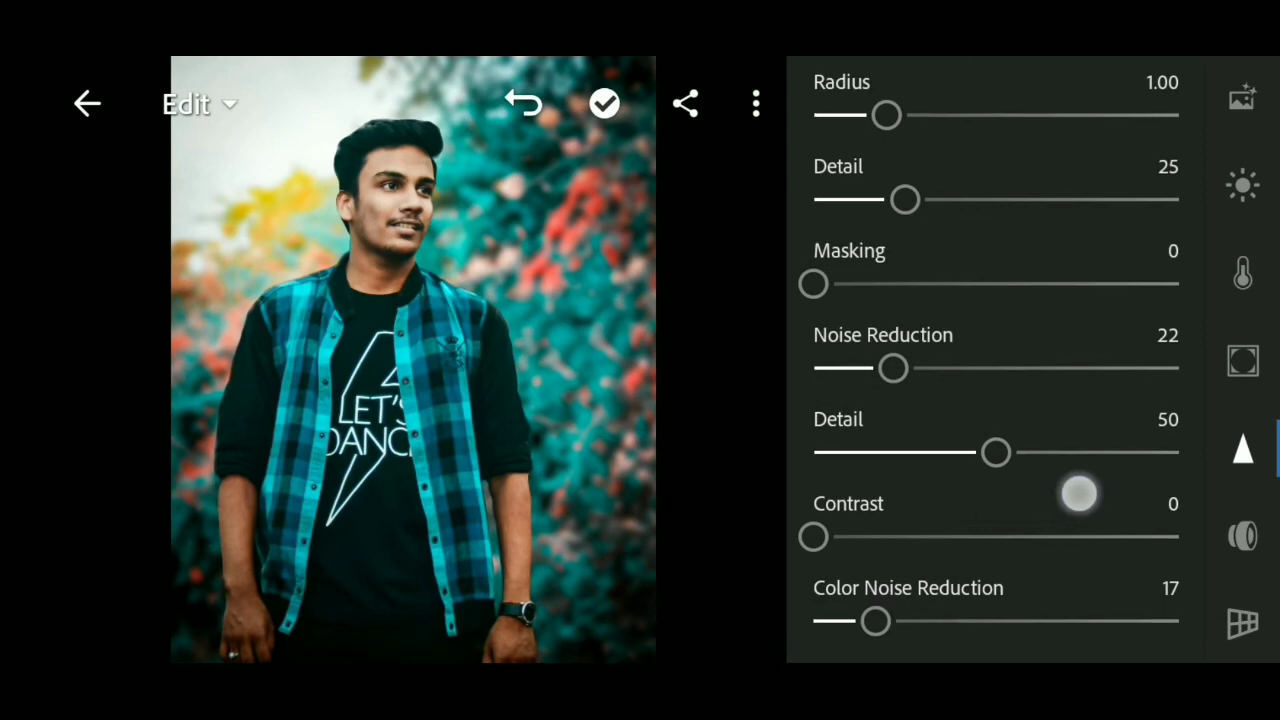 Edit
LET'S
DANC
Radius 1.00
Detail 25
Masking 0
Noise Reduction 22
Detail 50
Contrast 0
Color Noise Reduction 17